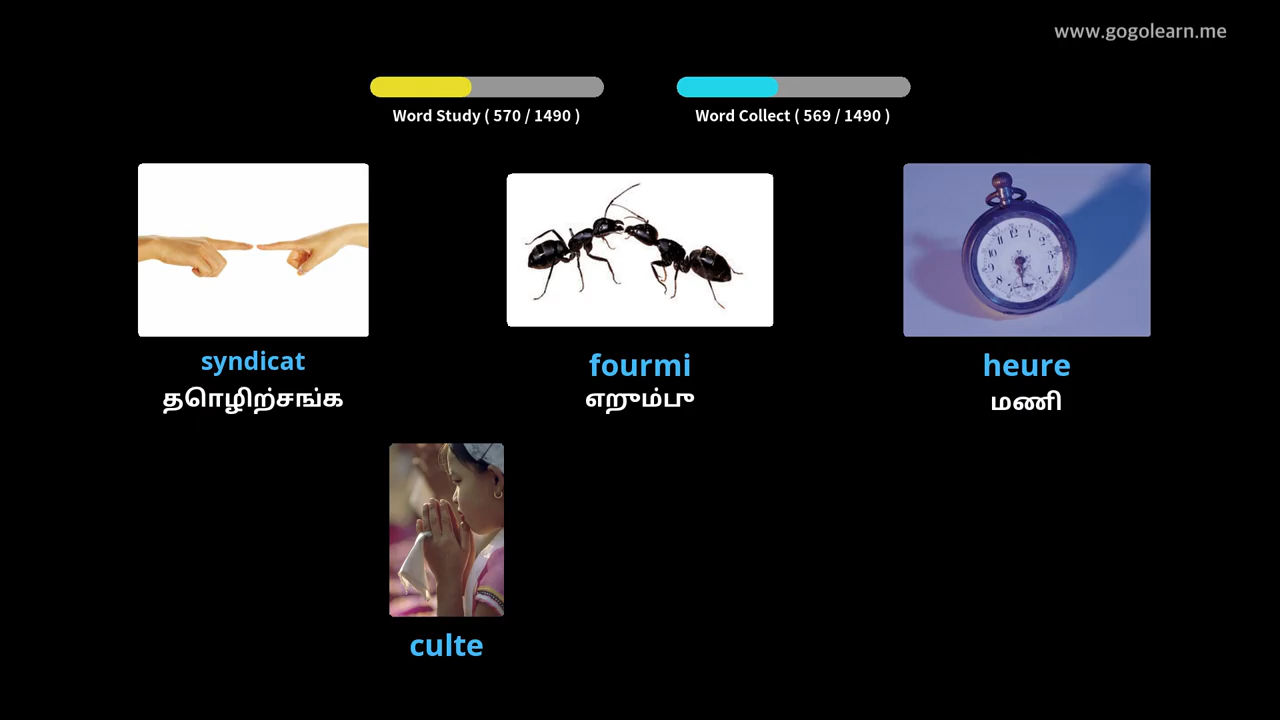 www.gogolearn.me
Word Study ( 570 / 1490 )
Word Collect ( 569 / 1490 )
syndicat
தொழிற்சங்க
fourmi
எறும்பு
heure
மணி
culte